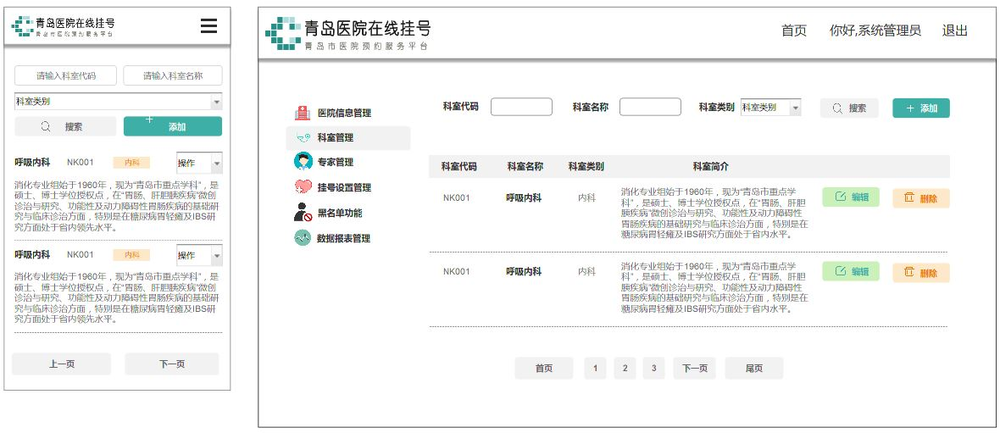 青岛医院在线挂号
青岛市医院预约服务平台
请输入科室代码 请输入科室名称
科室类别
搜索 添加
呼吸内科 NK001 内科 操作
消化专业组始于1960年，现为“青岛市重点学科”，是
硕士、博士学位授权点，在“胃肠、肝胆胰疾病”微创
诊治与研究、功能性及动力障碍性胃肠疾病的基础研
究与临床诊治方面，特别是在糖尿病胃轻瘫及IBS研
究方面处于省内领先水平。
呼吸内科 NK001 内科 操作
消化专业组始于1960年，现为“青岛市重点学科”，是
硕士、博士学位授权点，在“胃肠、肝胆胰疾病”微创
诊治与研究、功能性及动力障碍性胃肠疾病的基础研
究与临床诊治方面，特别是在糖尿病胃轻瘫及IBS研
究方面处于省内领先水平。
上一页 下一页
青岛医院在线挂号
青岛市医院预约服务平台
首页 你好,系统管理员 退出
医院信息管理
科室管理
专家管理
挂号设置管理
黑名单功能
数据报表管理
科室代码 科室名称 科室类别 科室类别 搜索 添加
科室代码 科室名称 科室类别 科室简介
NK001 呼吸内科 内科
消化专业组始于1960年，现为“青岛市重点学
科”，是硕士、博士学位授权点，在“胃肠、肝胆
胰疾病”微创诊治与研究、功能性及动力障碍性
胃肠疾病的基础研究与临床诊治方面，特别是在
糖尿病胃轻瘫及IBS研究方面处于省内领先水平。
编辑 删除
NK001 呼吸内科 内科
消化专业组始于1960年，现为“青岛市重点学
科”，是硕士、博士学位授权点，在“胃肠、肝胆
胰疾病”微创诊治与研究、功能性及动力障碍性
胃肠疾病的基础研究与临床诊治方面，特别是在
糖尿病胃轻瘫及IBS研究方面处于省内领先水平。
编辑 删除
首页 1 2 3 下一页 尾页